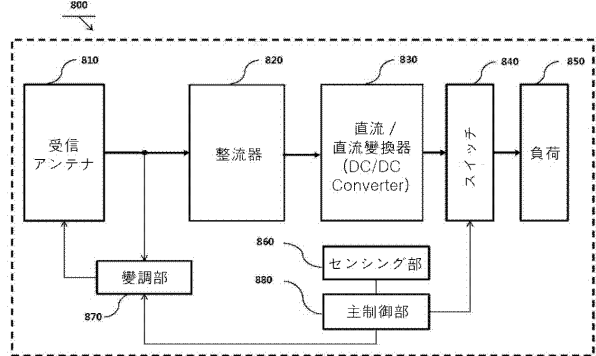 800
810
820
830
840
850
受信
アンテナ
整流器
直流 /
直流變換器
(DC/DC
Converter)
スイッチ
負荷
860
センシング部
變調部
870
880
主制御部